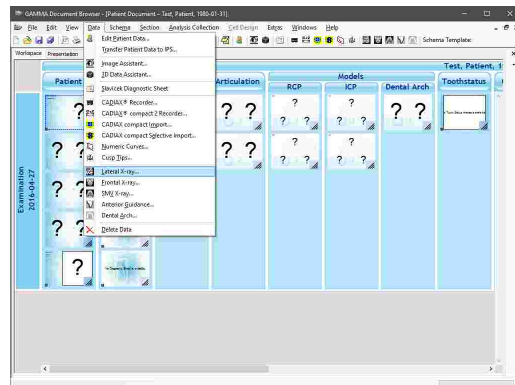 GAMMA Document Browser - [Patient Document - Test, Patient, 1980-01-31]
File Edit View Data Schema Section Analysis Collection Cell Design Extras Windows Help
Schema Template:
Workspace Presentation
Edit Patient Data...
Transfer Patient Data to IPS...
Image Assistant...
3D Data Assistant...
Slavicek Diagnostic Sheet
CADIAX® Recorder...
CADIAX® compact 2 Recorder...
CADIAX compact Import...
CADIAX compact Selective Import...
Numeric Curves...
Cusp Tips...
Lateral X-ray...
Frontal X-ray...
SMV X-ray...
Anterior Guidance...
Dental Arch...
Delete Data
Test, Patient, 1
Patient
Articulation
Models
RCP
ICP
Dental Arch
Toothstatus
Examination
2016-04-27
?
? ?
? ?
? ?
?
? ?
? ?
?
? ?
?
? ?
?
? ?
?
? ?
? ?